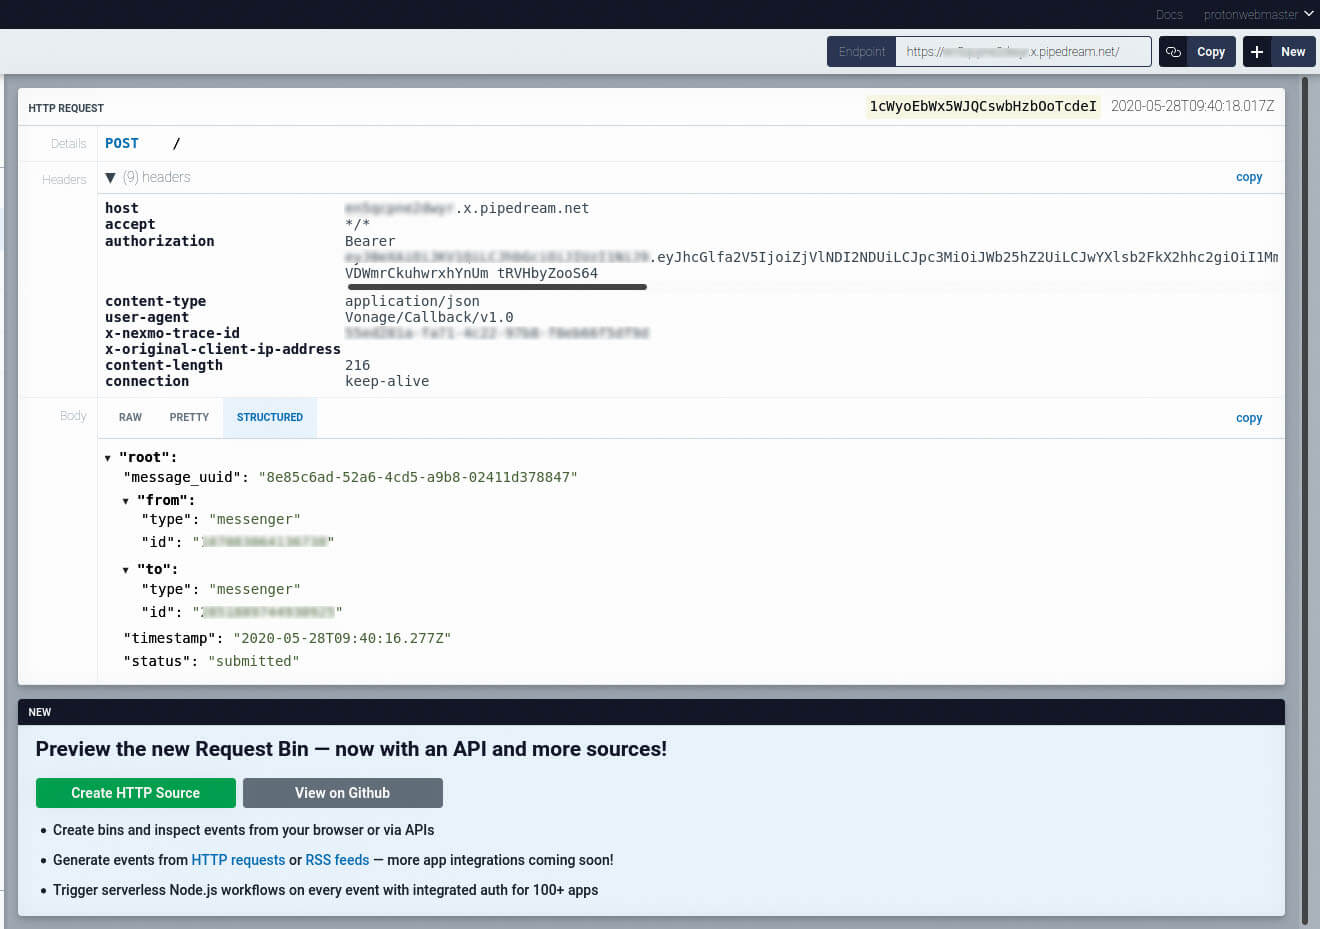 Docs protonwebmaster
Endpoint https:// .x.pipedream.net/ Copy + New
HTTP REQUEST 1cWyoEbWx5WJQCswbHzbOoTcdeI 2020-05-28T09:40:18.017Z
Details POST /
Headers ▼ (9) headers copy
host .x.pipedream.net
accept */*
authorization Bearer
.eyJhcGlfa2V5IjoiZjVlNDI2NDUiLCJpc3MiOiJWb25hZ2UiLCJwYXlsb2FkX2hhc2giOiI1Mm
VDWmrCkuhwrxhYnUm tRVHbyZooS64
content-type application/json
user-agent Vonage/Callback/v1.0
x-nexmo-trace-id
x-original-client-ip-address
content-length 216
connection keep-alive
Body RAW PRETTY STRUCTURED copy
▼ "root":
"message_uuid": "8e85c6ad-52a6-4cd5-a9b8-02411d378847"
▼ "from":
"type": "messenger"
"id": " "
▼ "to":
"type": "messenger"
"id": " "
"timestamp": "2020-05-28T09:40:16.277Z"
"status": "submitted"
NEW
Preview the new Request Bin — now with an API and more sources!
Create HTTP Source View on Github
• Create bins and inspect events from your browser or via APIs
• Generate events from HTTP requests or RSS feeds — more app integrations coming soon!
• Trigger serverless Node.js workflows on every event with integrated auth for 100+ apps